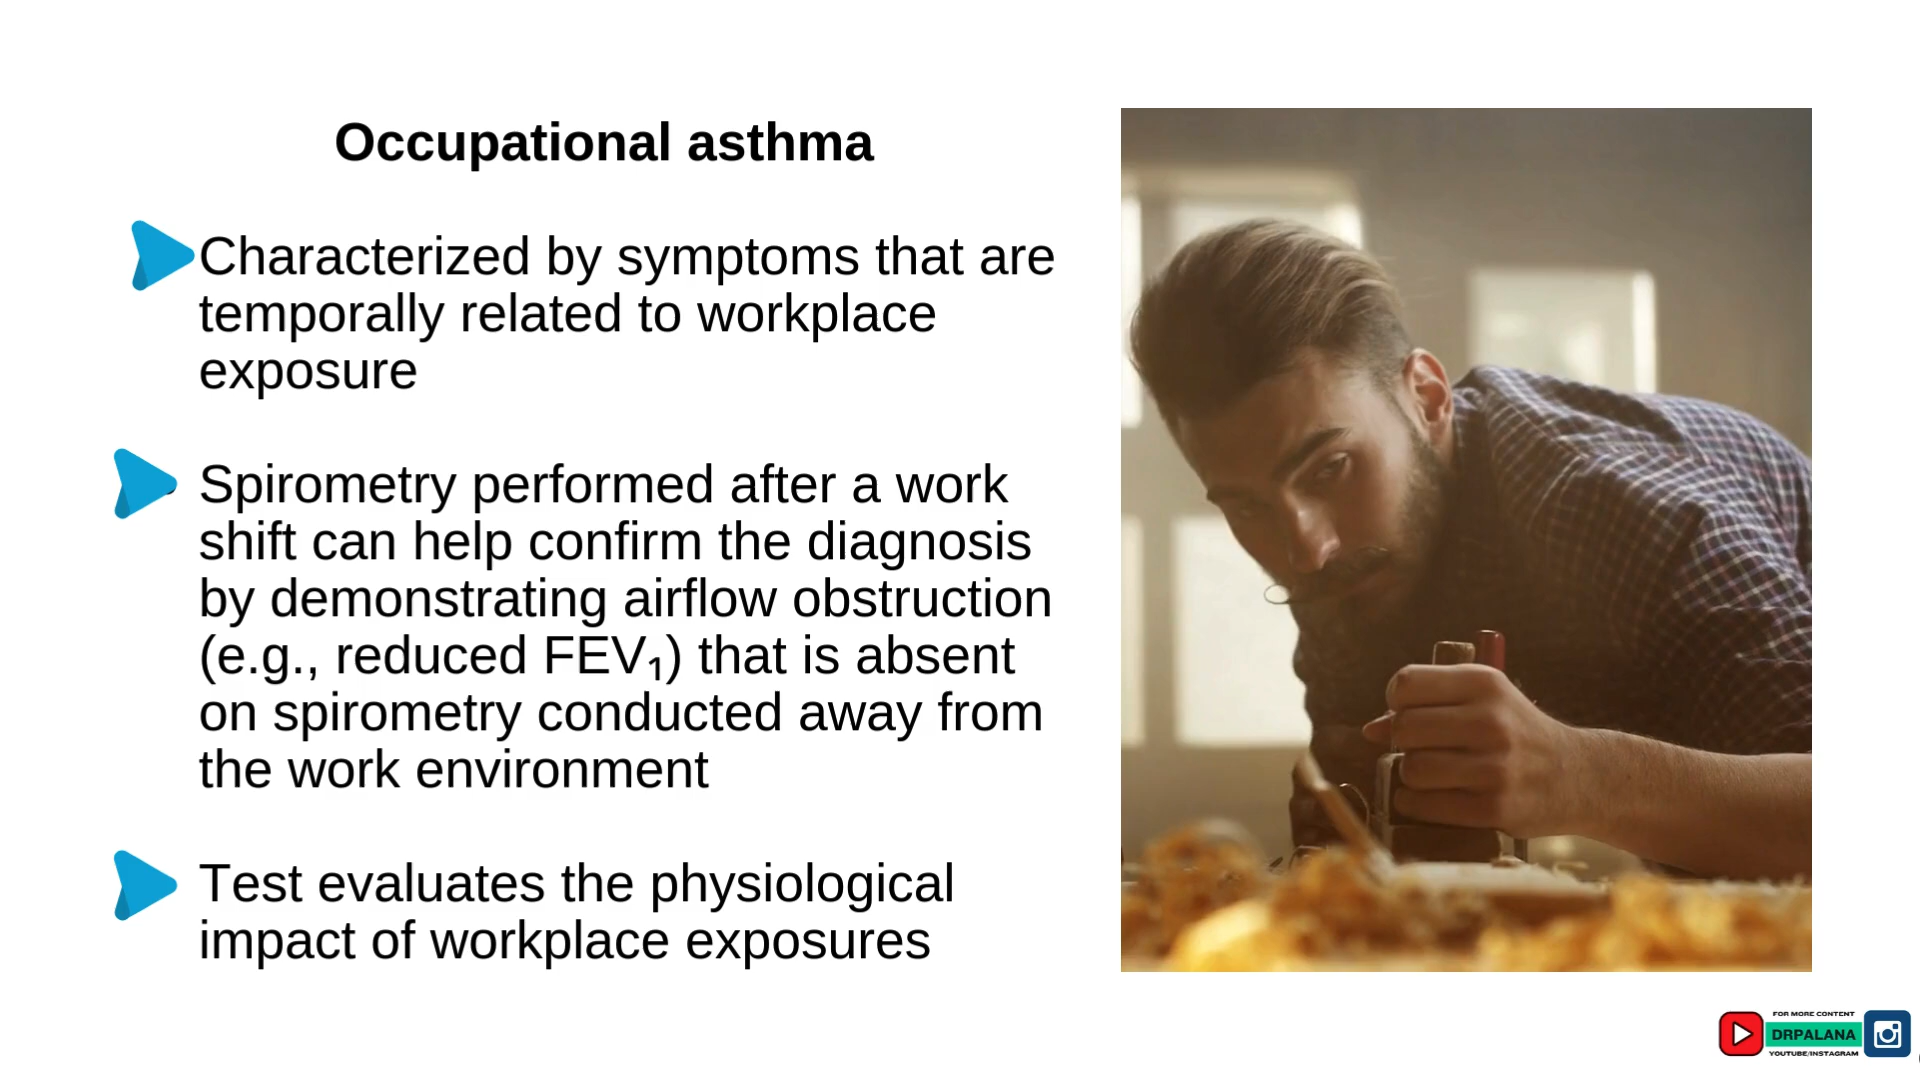 Occupational asthma
Characterized by symptoms that are
temporally related to workplace
exposure
Spirometry performed after a work
shift can help confirm the diagnosis
by demonstrating airflow obstruction
(e.g., reduced FEV₁) that is absent
on spirometry conducted away from
the work environment
Test evaluates the physiological
impact of workplace exposures
FOR MORE CONTENT
DRPALANA
YOUTUBE/INSTAGRAM